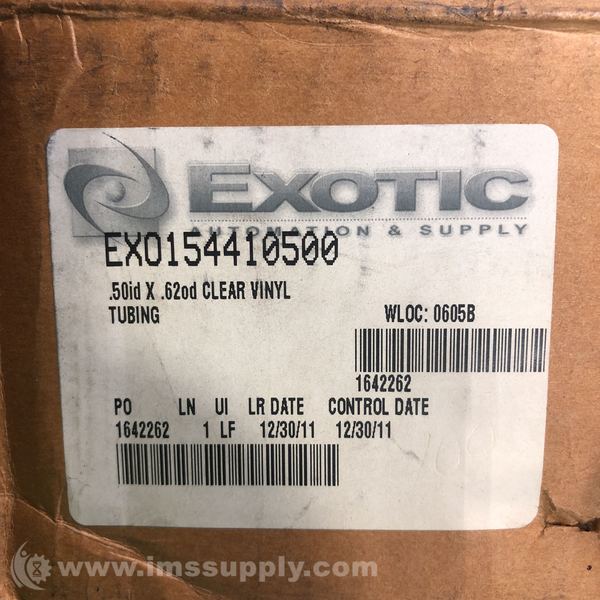 EXOTIC
AUTOMATION & SUPPLY
EXO154410500
.50id X .62od CLEAR VINYL
TUBING
WLOC: 0605B
1642262
PO LN UI LR DATE CONTROL DATE
1642262 1 LF 12/30/11 12/30/11
www.imssupply.com